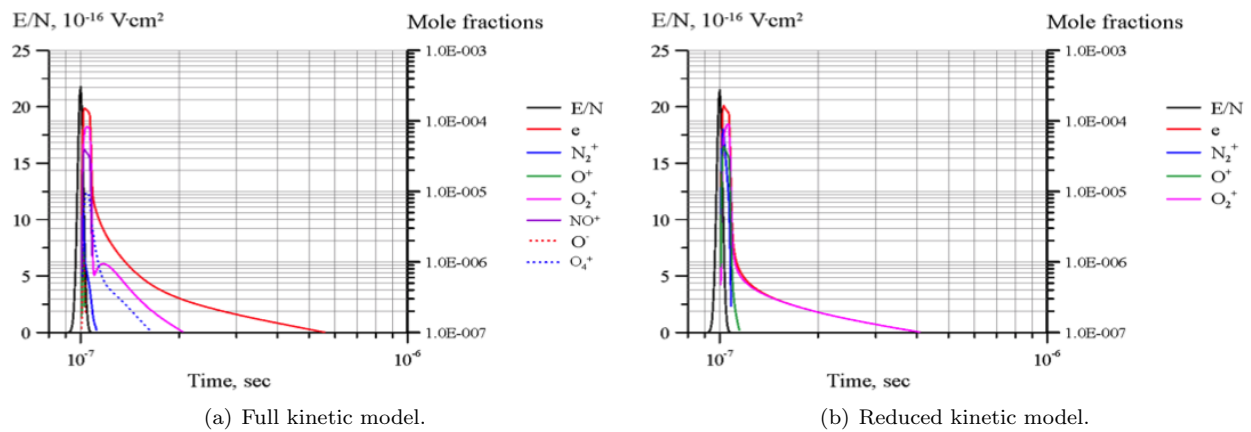 E/N, 10⁻¹⁶ V·cm²
Mole fractions
25
20
15
10
5
0
1.0E-003
1.0E-004
1.0E-005
1.0E-006
1.0E-007
E/N
e
N₂⁺
O⁺
O₂⁺
NO⁺
O⁻
O₄⁺
10⁻⁷
10⁻⁶
Time, sec
(a) Full kinetic model.
E/N, 10⁻¹⁶ V·cm²
Mole fractions
25
20
15
10
5
0
1.0E-003
1.0E-004
1.0E-005
1.0E-006
1.0E-007
E/N
e
N₂⁺
O⁺
O₂⁺
10⁻⁷
10⁻⁶
Time, sec
(b) Reduced kinetic model.